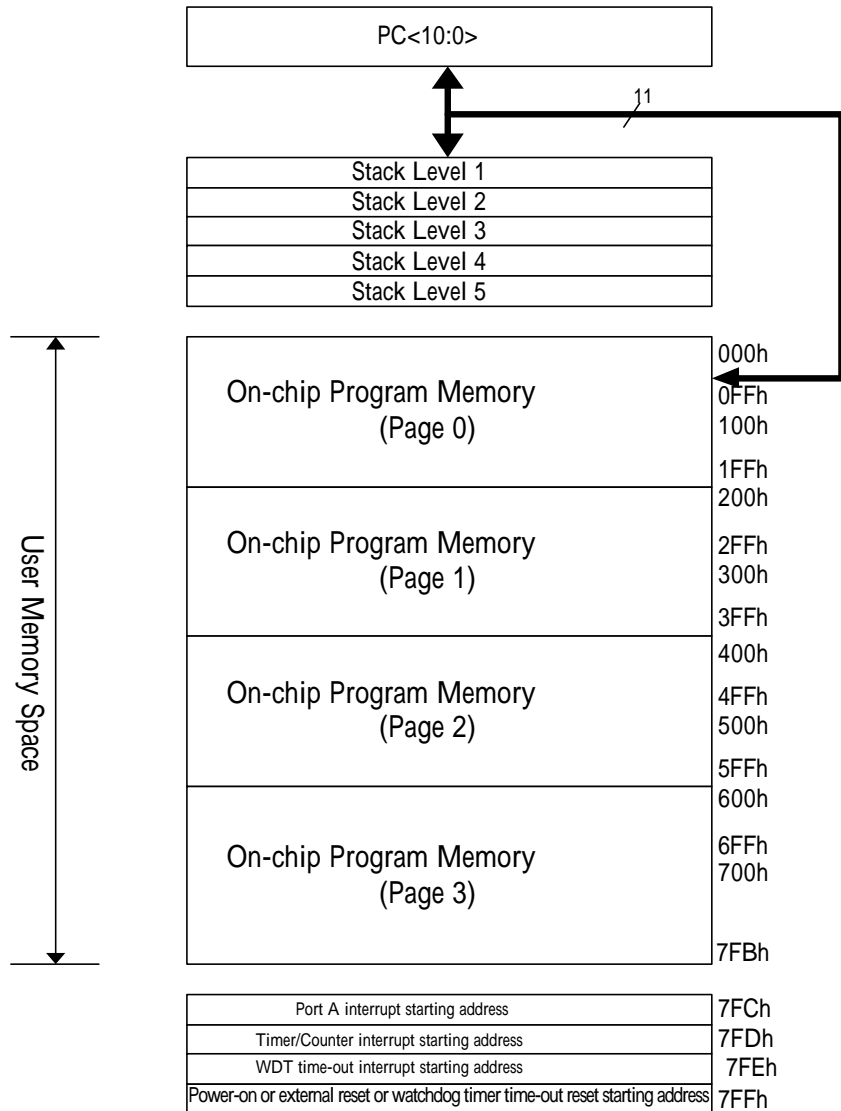 PC<10:0>
11
Stack Level 1
Stack Level 2
Stack Level 3
Stack Level 4
Stack Level 5
User Memory Space
On-chip Program Memory
(Page 0)
000h
0FFh
100h
1FFh
On-chip Program Memory
(Page 1)
200h
2FFh
300h
3FFh
On-chip Program Memory
(Page 2)
400h
4FFh
500h
5FFh
On-chip Program Memory
(Page 3)
600h
6FFh
700h
7FBh
Port A interrupt starting address 7FCh
Timer/Counter interrupt starting address 7FDh
WDT time-out interrupt starting address 7FEh
Power-on or external reset or watchdog timer time-out reset starting address 7FFh